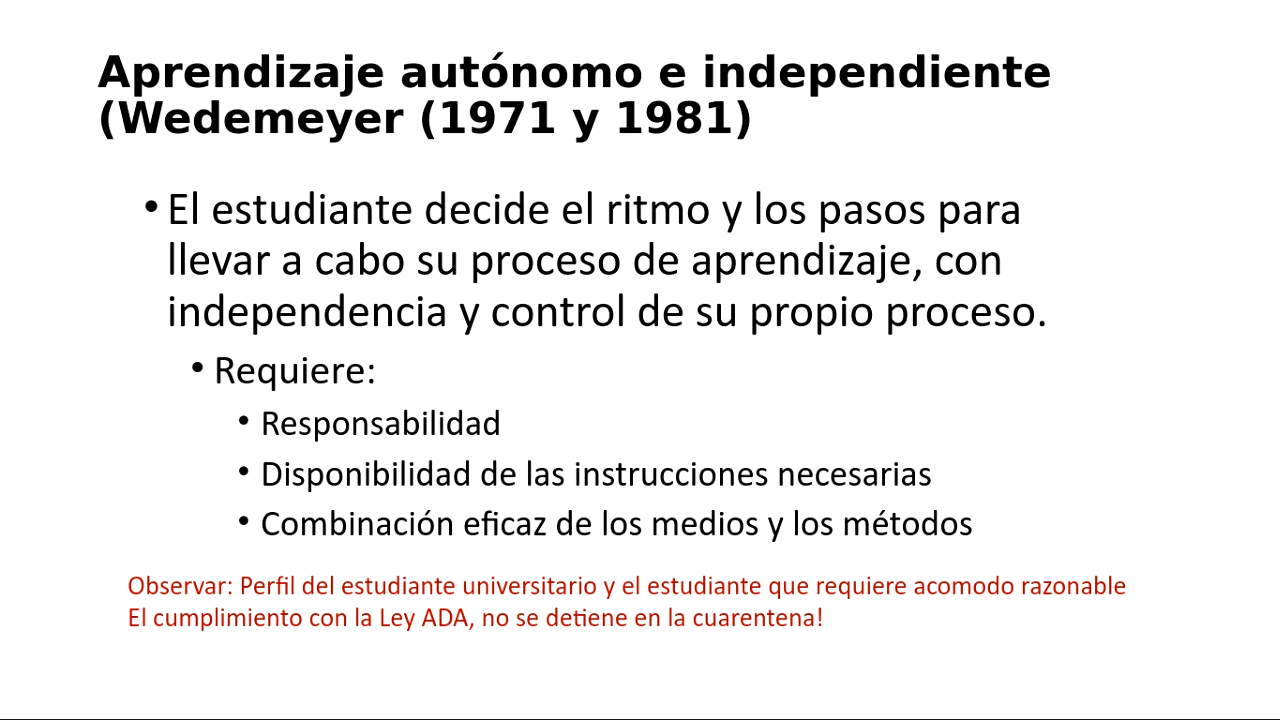 Aprendizaje autónomo e independiente
(Wedemeyer (1971 y 1981)
• El estudiante decide el ritmo y los pasos para
llevar a cabo su proceso de aprendizaje, con
independencia y control de su propio proceso.
• Requiere:
• Responsabilidad
• Disponibilidad de las instrucciones necesarias
• Combinación eficaz de los medios y los métodos
Observar: Perfil del estudiante universitario y el estudiante que requiere acomodo razonable
El cumplimiento con la Ley ADA, no se detiene en la cuarentena!